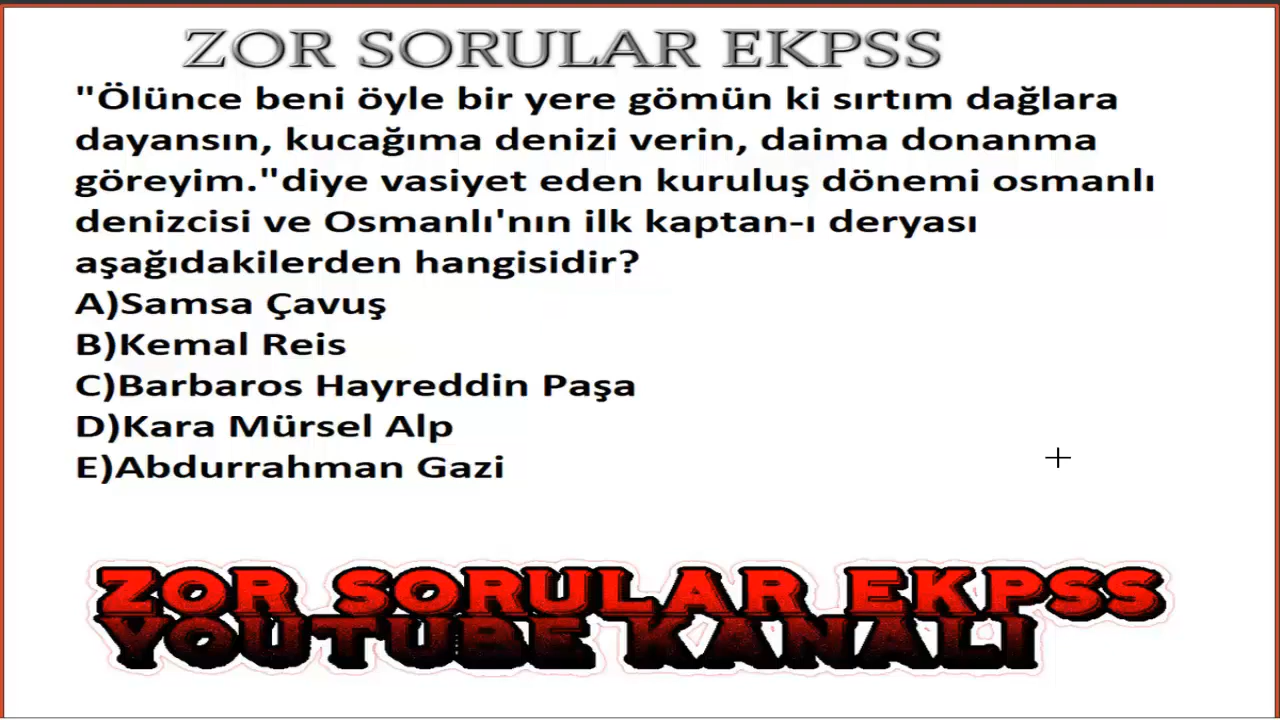 ZOR SORULAR EKPSS
"Ölünce beni öyle bir yere gömün ki sırtım dağlara
dayansın, kucağıma denizi verin, daima donanma
göreyim."diye vasiyet eden kuruluş dönemi osmanlı
denizcisi ve Osmanlı'nın ilk kaptan-ı deryası
aşağıdakilerden hangisidir?
A)Samsa Çavuş
B)Kemal Reis
C)Barbaros Hayreddin Paşa
D)Kara Mürsel Alp
E)Abdurrahman Gazi
ZOR SORULAR EKPSS
YOUTUBE KANALI